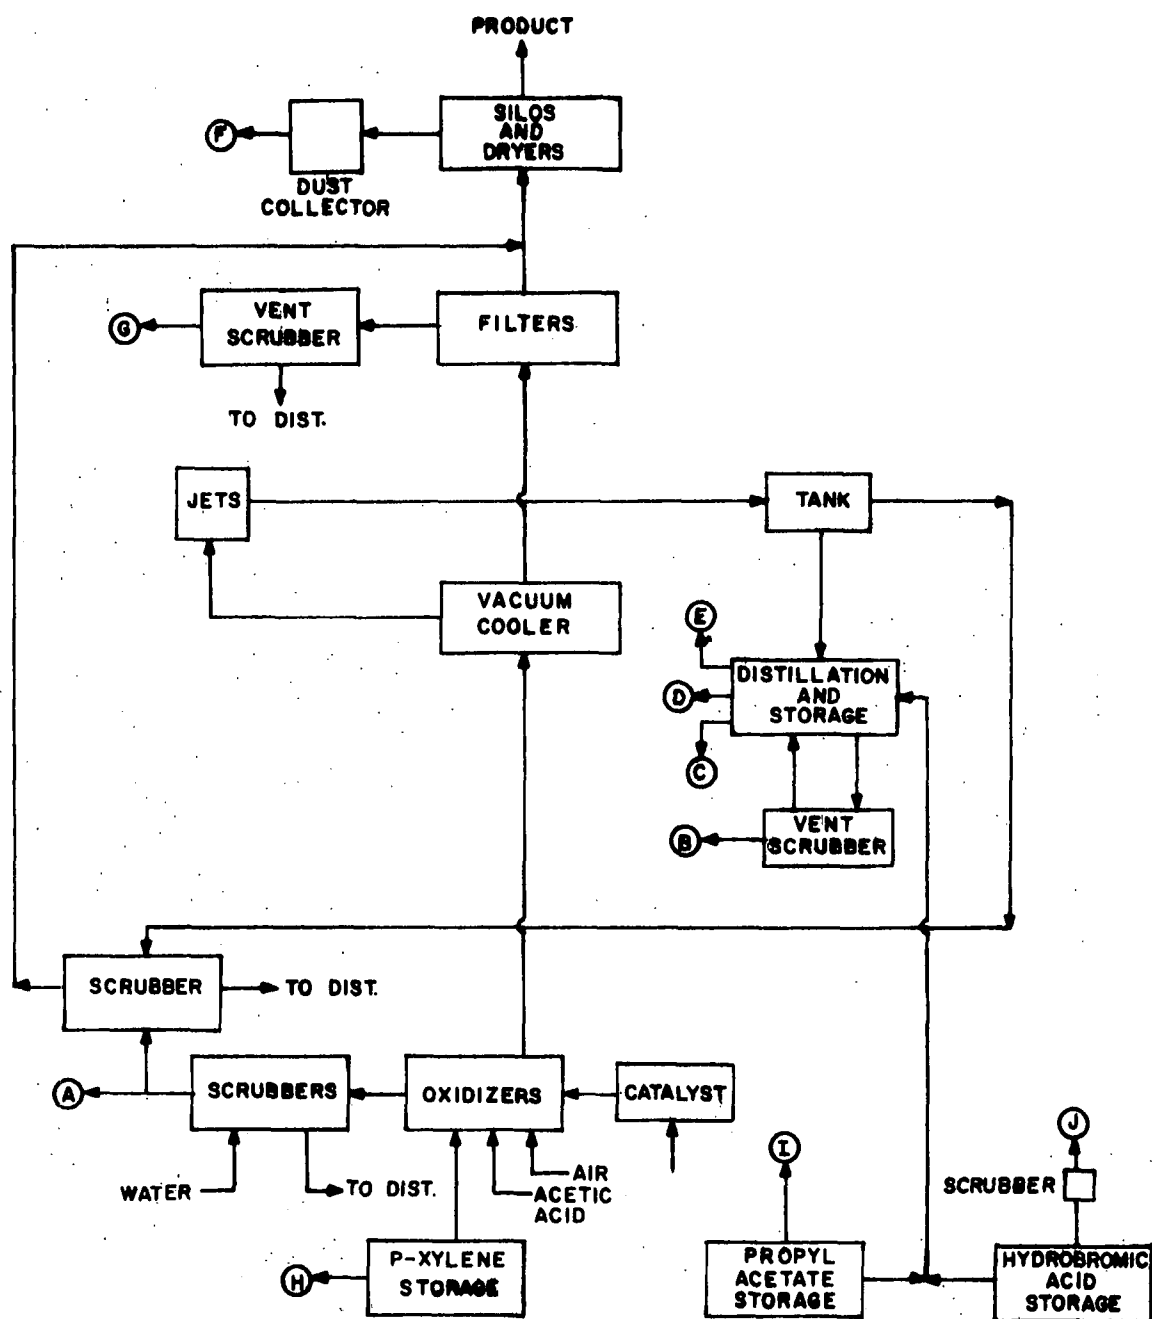 PRODUCT
SILOS
AND
DRYERS
F
DUST
COLLECTOR
VENT
SCRUBBER
G
FILTERS
TO DIST.
JETS
TANK
VACUUM
COOLER
E
DISTILLATION
AND
STORAGE
D
C
VENT
SCRUBBER
B
SCRUBBER
TO DIST.
A
SCRUBBERS
OXIDIZERS
CATALYST
J
I
AIR
WATER
TO DIST.
ACETIC
ACID
SCRUBBER
P-XYLENE
STORAGE
H
PROPYL
ACETATE
STORAGE
HYDROBROMIC
ACID
STORAGE